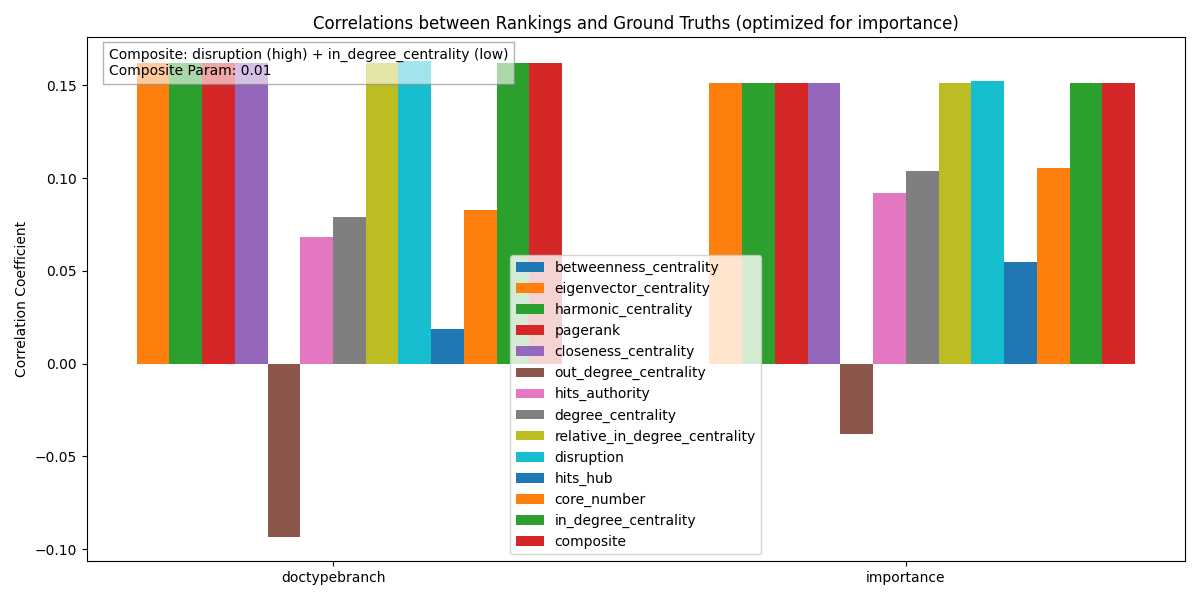 Correlations between Rankings and Ground Truths (optimized for importance)
Composite: disruption (high) + in_degree_centrality (low)
Composite Param: 0.01
Correlation Coefficient
0.15
0.10
0.05
0.00
−0.05
−0.10
betweenness_centrality
eigenvector_centrality
harmonic_centrality
pagerank
closeness_centrality
out_degree_centrality
hits_authority
degree_centrality
relative_in_degree_centrality
disruption
hits_hub
core_number
in_degree_centrality
composite
doctypebranch
importance